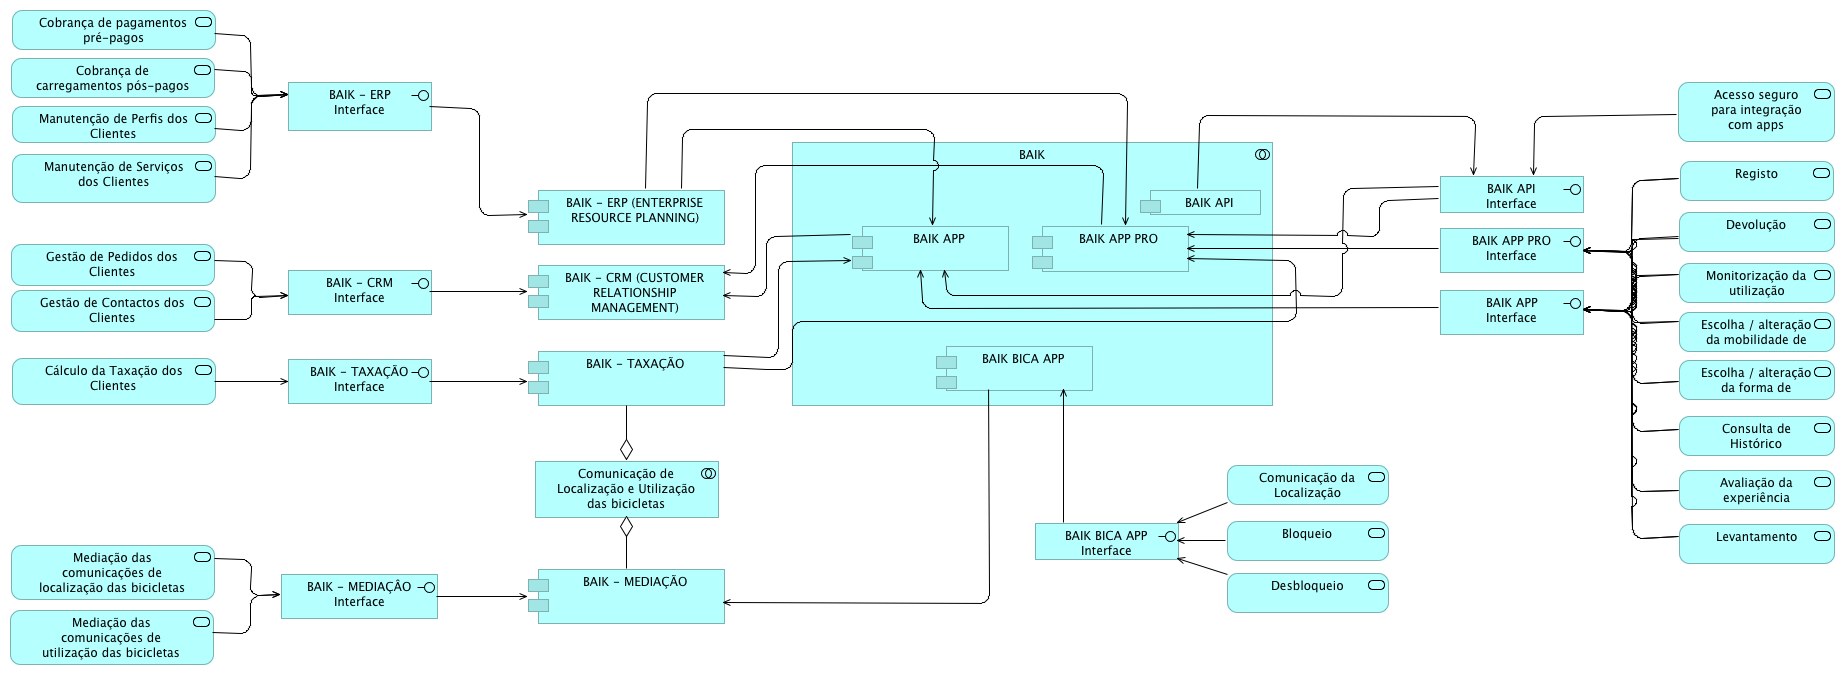 Cobrança de pagamentos
pré-pagos
Cobrança de
carregamentos pós-pagos
Manutenção de Perfis dos
Clientes
Manutenção de Serviços
dos Clientes
BAIK - ERP
Interface
BAIK - ERP (ENTERPRISE
RESOURCE PLANNING)
Gestão de Pedidos dos
Clientes
Gestão de Contactos dos
Clientes
BAIK - CRM
Interface
BAIK - CRM (CUSTOMER
RELATIONSHIP
MANAGEMENT)
Cálculo da Taxação dos
Clientes
BAIK - TAXAÇÃO
Interface
BAIK - TAXAÇÃO
Comunicação de
Localização e Utilização
das bicicletas
Mediação das
comunicações de
localização das bicicletas
Mediação das
comunicações de
utilização das bicicletas
BAIK - MEDIAÇÂO
Interface
BAIK - MEDIAÇÃO
BAIK
BAIK API
BAIK APP
BAIK APP PRO
BAIK BICA APP
BAIK BICA APP
Interface
Comunicação da
Localização
Bloqueio
Desbloqueio
BAIK API
Interface
BAIK APP PRO
Interface
BAIK APP
Interface
Acesso seguro
para integração
com apps
Registo
Devolução
Monitorização da
utilização
Escolha / alteração
da mobilidade de
Escolha / alteração
da forma de
Consulta de
Histórico
Avaliação da
experiência
Levantamento